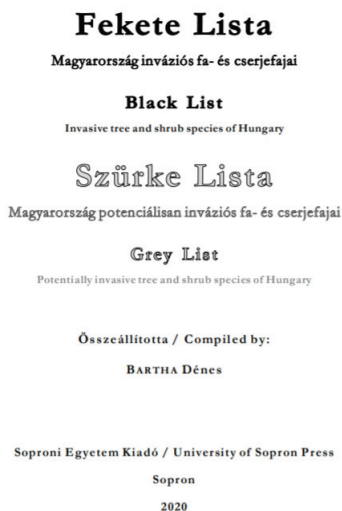 Fekete Lista
Magyarország inváziós fa- és cserjefajai
Black List
Invasive tree and shrub species of Hungary
Szürke Lista
Magyarország potenciálisan inváziós fa- és cserjefajai
Grey List
Potentially invasive tree and shrub species of Hungary
Összeállította / Compiled by:
BARTHA Dénes
Soproni Egyetem Kiadó / University of Sopron Press
Sopron
2020